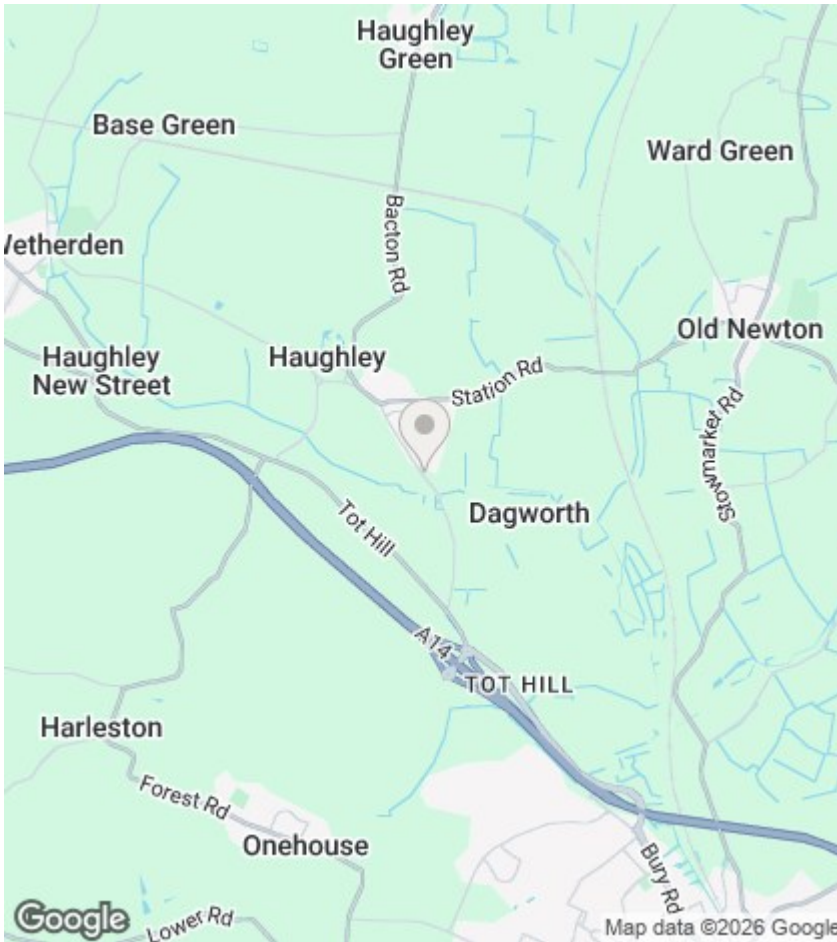 Haughley
Green
Base Green
Ward Green
Bacton Rd
Wetherden
Old Newton
Haughley
New Street
Haughley
Station Rd
Stowmarket Rd
Dagworth
Tot Hill
A14
TOT HILL
Harleston
Forest Rd
Onehouse
Bury Rd
Lower Rd
Google
Map data ©2026 Google